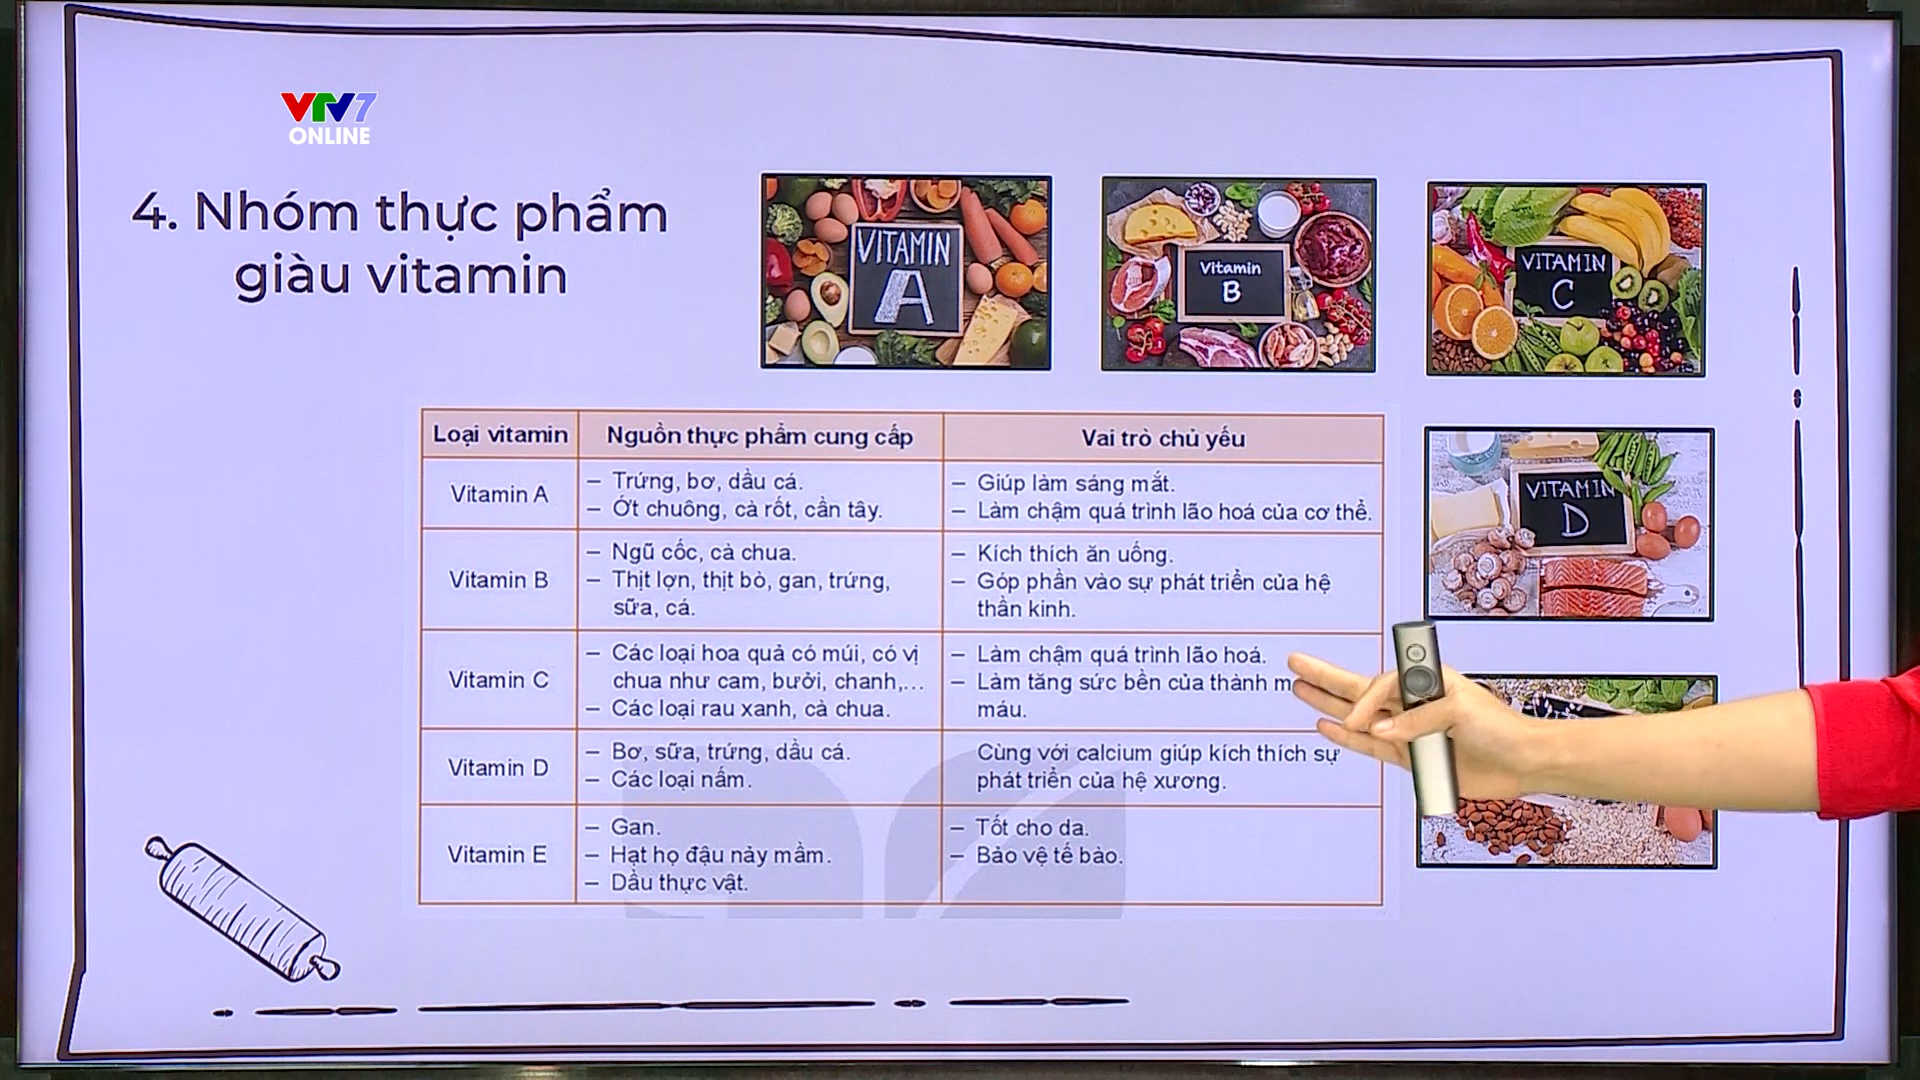 VTV7
ONLINE
4. Nhóm thực phẩm
giàu vitamin
VITAMIN
A
Vitamin
B
VITAMIN
C
VITAMIN
D
Loại vitamin
Nguồn thực phẩm cung cấp
Vai trò chủ yếu
Vitamin A
– Trứng, bơ, dầu cá.
– Ớt chuông, cà rốt, cần tây.
– Giúp làm sáng mắt.
– Làm chậm quá trình lão hoá của cơ thể.
Vitamin B
– Ngũ cốc, cà chua.
– Thịt lợn, thịt bò, gan, trứng,
sữa, cá.
– Kích thích ăn uống.
– Góp phần vào sự phát triển của hệ
thần kinh.
Vitamin C
– Các loại hoa quả có múi, có vị
chua như cam, bưởi, chanh,...
– Các loại rau xanh, cà chua.
– Làm chậm quá trình lão hoá.
– Làm tăng sức bền của thành
máu.
Vitamin D
– Bơ, sữa, trứng, dầu cá.
– Các loại nấm.
Cùng với calcium giúp kích thích sự
phát triển của hệ xương.
Vitamin E
– Gan.
– Hạt họ đậu nảy mầm.
– Dầu thực vật.
– Tốt cho da.
– Bảo vệ tế bào.